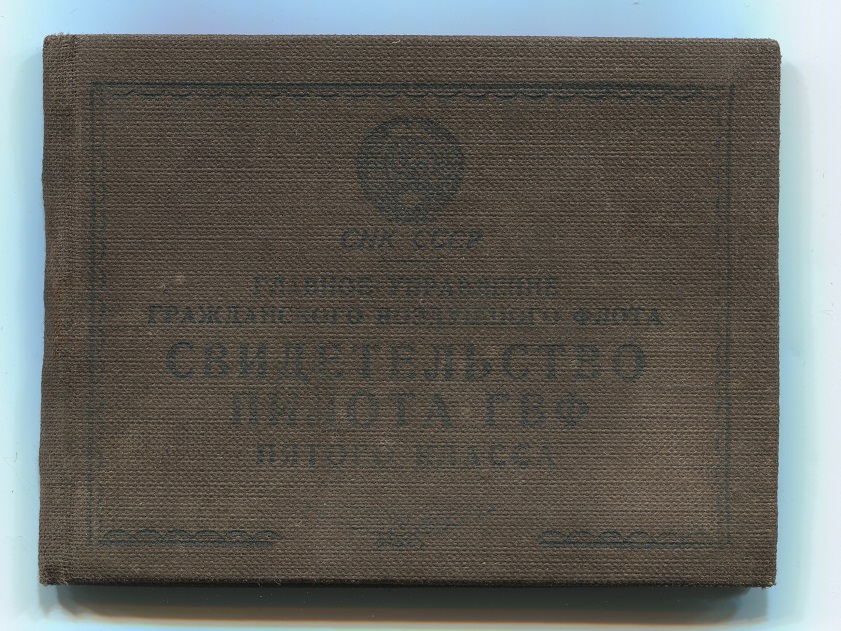 СНК СССР
ГЛАВНОЕ УПРАВЛЕНИЕ
ГРАЖДАНСКОГО ВОЗДУШНОГО ФЛОТА
СВИДЕТЕЛЬСТВО
ПИЛОТА ГВФ
ПЯТОГО КЛАССА